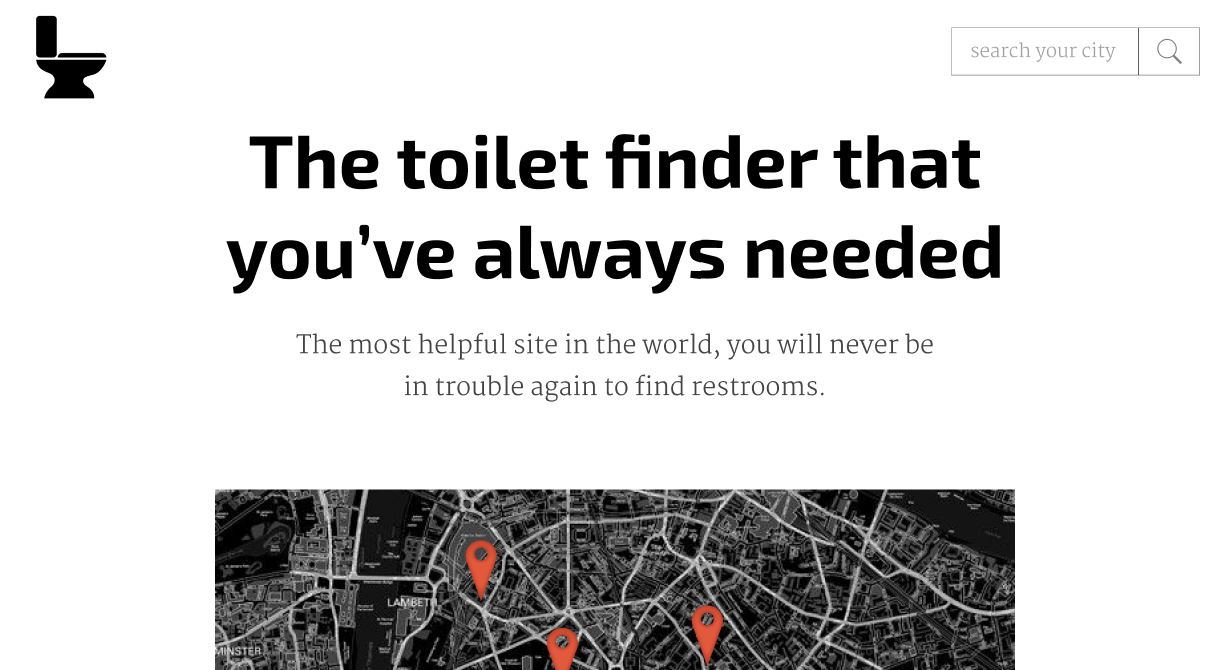 search your city
The toilet finder that
you’ve always needed
The most helpful site in the world, you will never be
in trouble again to find restrooms.
LAMBETH
MINSTER